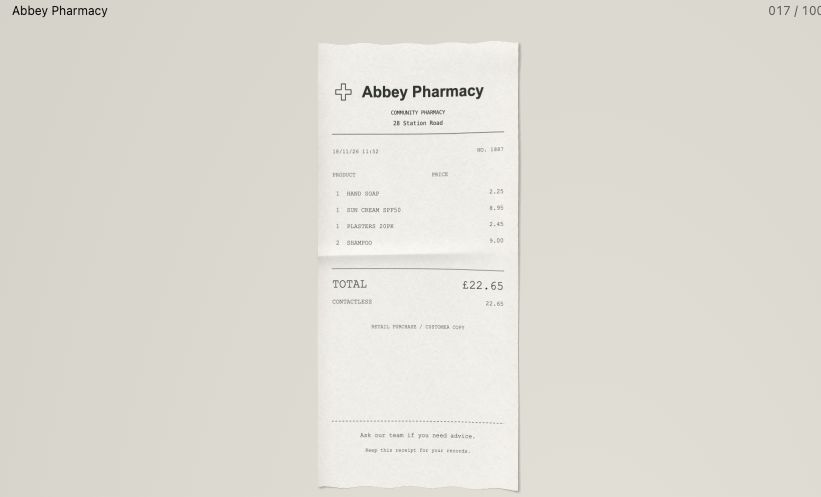 Abbey Pharmacy
017 / 100
Abbey Pharmacy
COMMUNITY PHARMACY
28 Station Road
18/11/26 11:52
NO. 1887
PRODUCT PRICE
1 HAND SOAP 2.25
1 SUN CREAM SPF50 8.95
1 PLASTERS 20PK 2.45
2 SHAMPOO 9.00
TOTAL £22.65
CONTACTLESS 22.65
RETAIL PURCHASE / CUSTOMER COPY
Ask our team if you need advice.
Keep this receipt for your records.